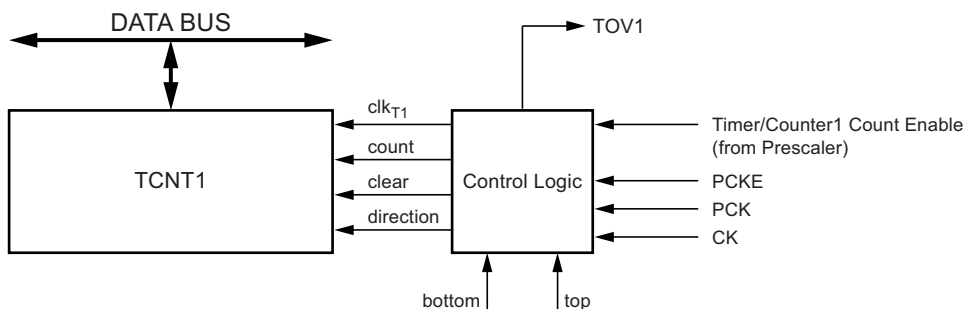 DATA BUS
TOV1
clkT1
Timer/Counter1 Count Enable
(from Prescaler)
count
TCNT1
Control Logic
clear
PCKE
PCK
direction
CK
bottom
top